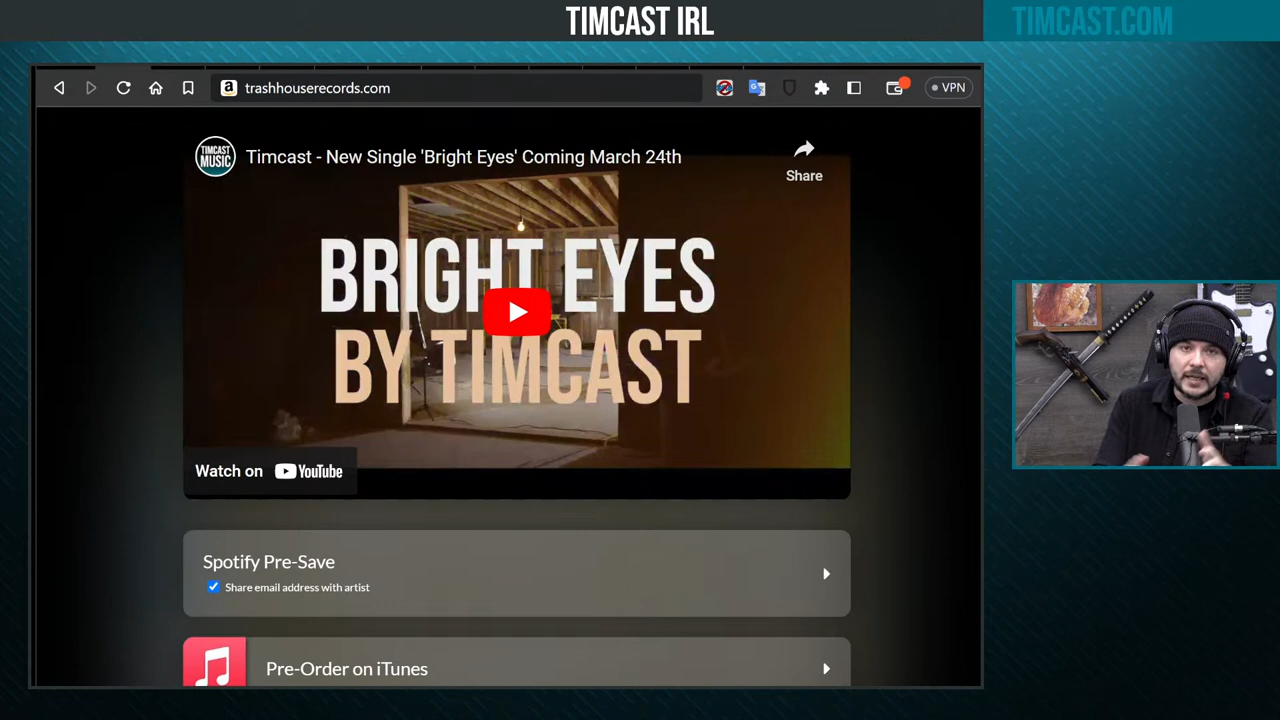 TIMCAST IRL
TIMCAST.COM
trashhouserecords.com
VPN
TIMCAST
MUSIC
Timcast - New Single 'Bright Eyes' Coming March 24th
Share
BRIGHT EYES
BY TIMCAST
Watch on YouTube
Spotify Pre-Save
Share email address with artist
Pre-Order on iTunes